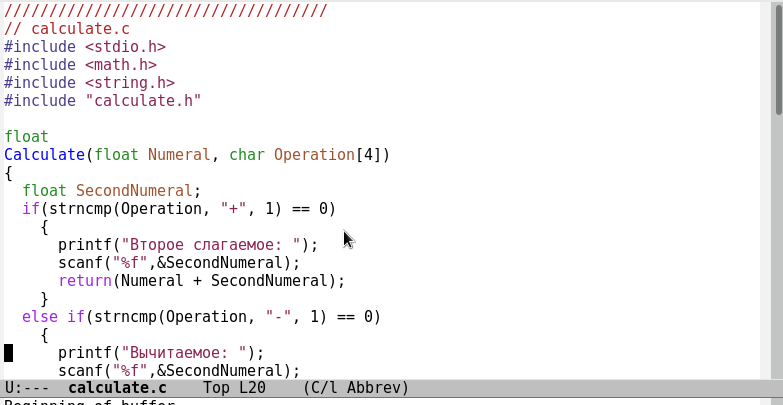 ////////////////////////////////////
// calculate.c
#include <stdio.h>
#include <math.h>
#include <string.h>
#include "calculate.h"
float
Calculate(float Numeral, char Operation[4])
{
  float SecondNumeral;
  if(strncmp(Operation, "+", 1) == 0)
    {
      printf("Второе слагаемое: ");
      scanf("%f",&SecondNumeral);
      return(Numeral + SecondNumeral);
    }
  else if(strncmp(Operation, "-", 1) == 0)
    {
      printf("Вычитаемое: ");
      scanf("%f",&SecondNumeral);
U:---  calculate.c    Top L20    (C/l Abbrev)
Beginning of buffer